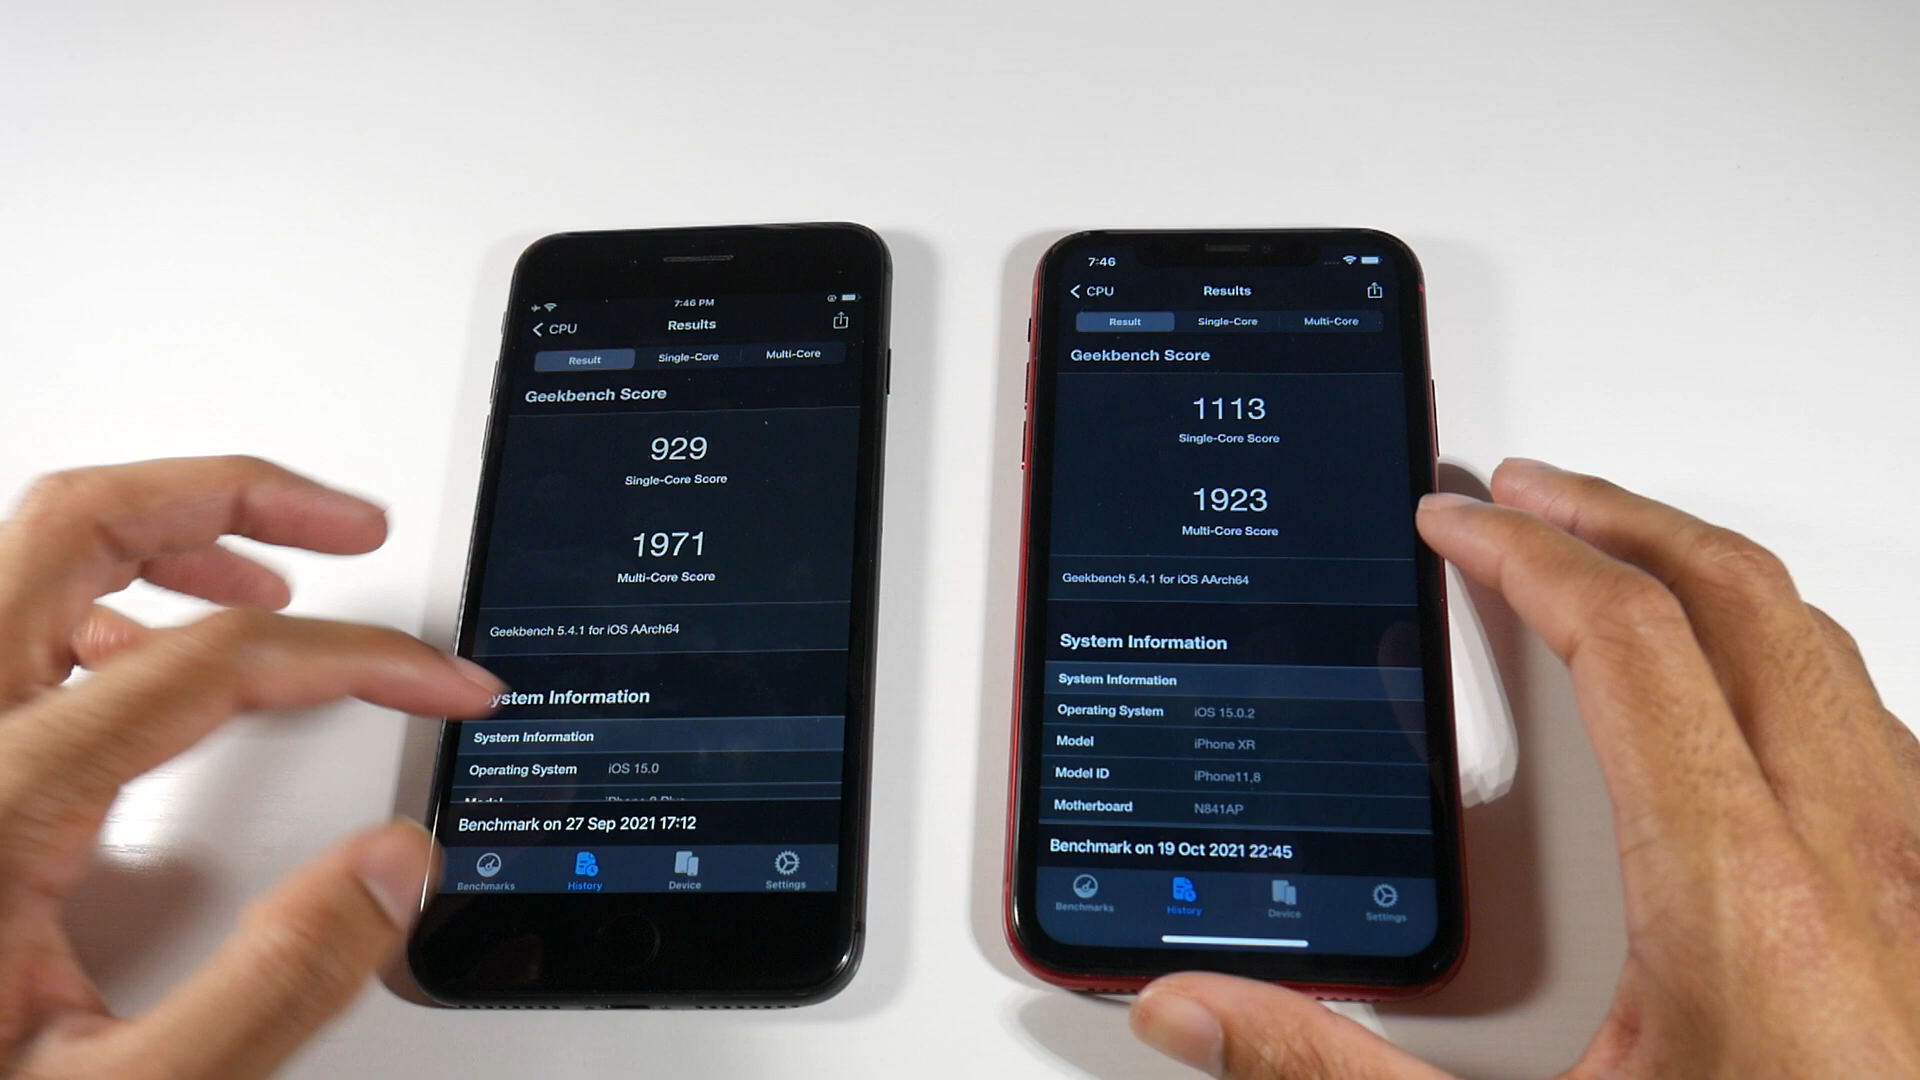 7:46 PM
CPU
Results
Result
Single-Core
Multi-Core
Geekbench Score
929
Single-Core Score
1971
Multi-Core Score
Geekbench 5.4.1 for iOS AArch64
ystem Information
System Information
Operating System iOS 15.0
Model iPhone 8 Plus
Benchmark on 27 Sep 2021 17:12
Benchmarks
History
Device
Settings
7:46
CPU
Results
Result
Single-Core
Multi-Core
Geekbench Score
1113
Single-Core Score
1923
Multi-Core Score
Geekbench 5.4.1 for iOS AArch64
System Information
System Information
Operating System iOS 15.0.2
Model iPhone XR
Model ID iPhone11,8
Motherboard N841AP
Benchmark on 19 Oct 2021 22:45
Benchmarks
History
Device
Settings